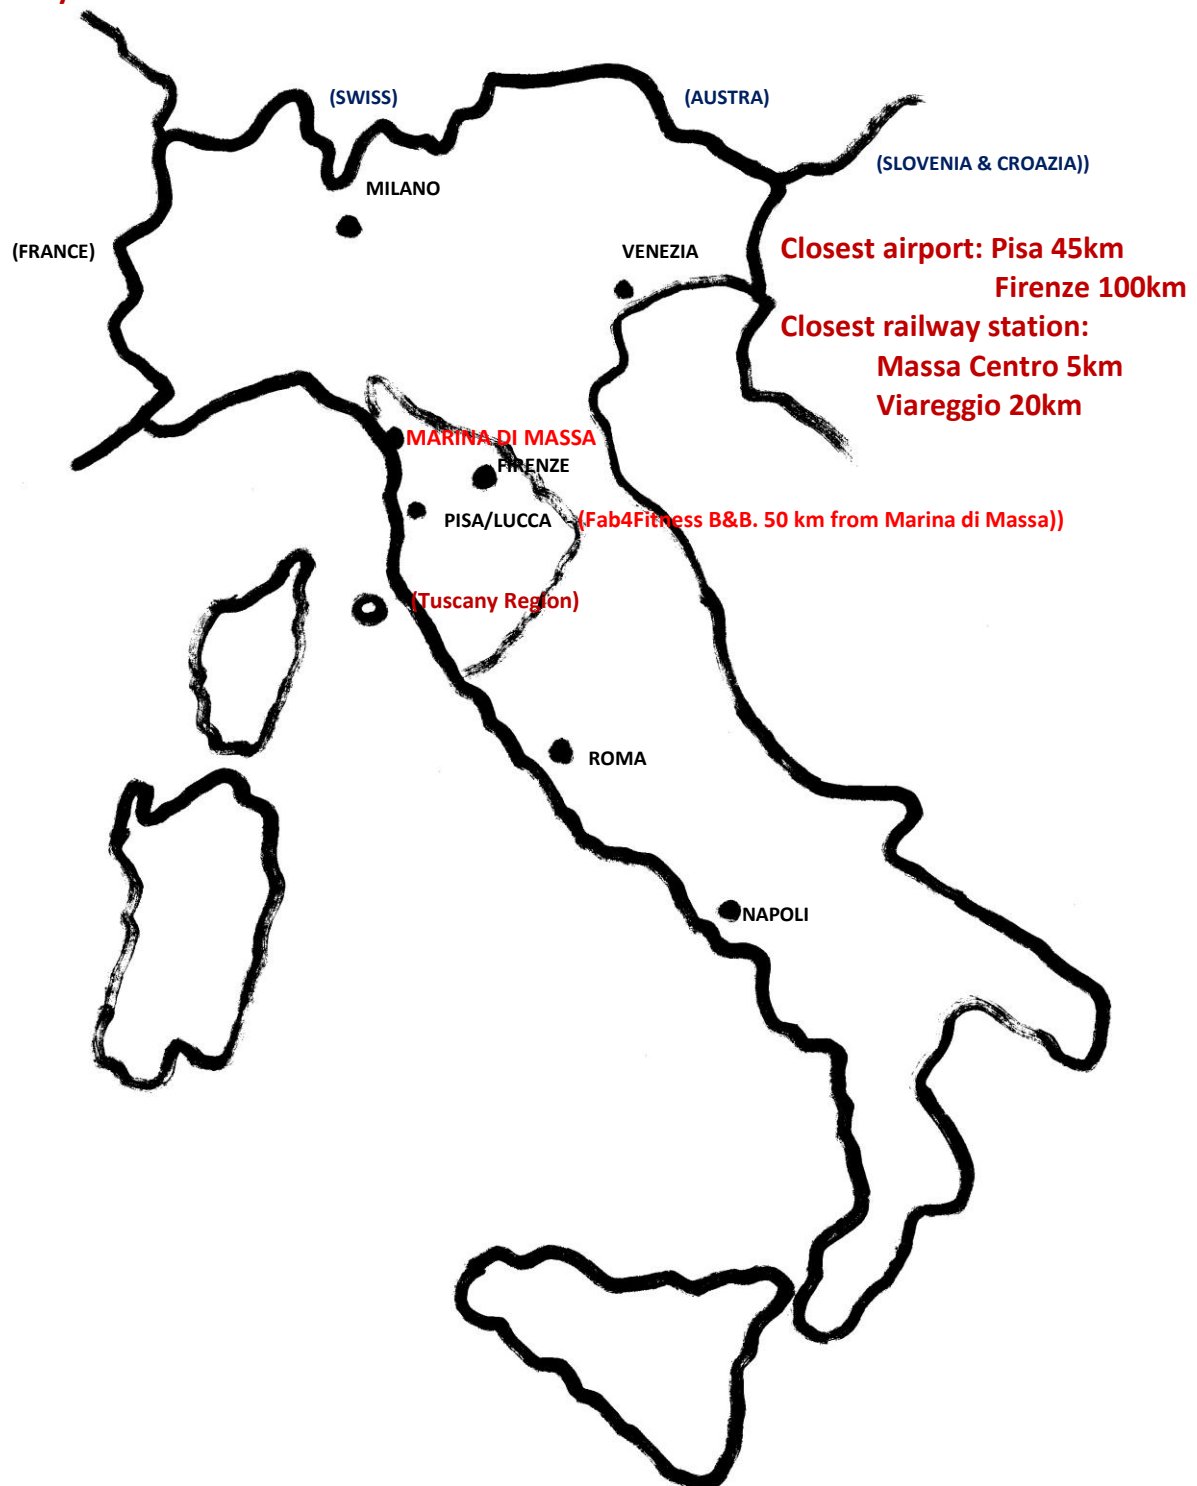 (SWISS)
(AUSTRA)
(SLOVENIA & CROAZIA))
MILANO
(FRANCE)
VENEZIA
Closest airport: Pisa 45km
Firenze 100km
Closest railway station:
Massa Centro 5km
Viareggio 20km
MARINA DI MASSA
FIRENZE
PISA/LUCCA -(Fab4Fitness B&B. 50 km from Marina di Massa))
(Tuscany Region)
ROMA
NAPOLI